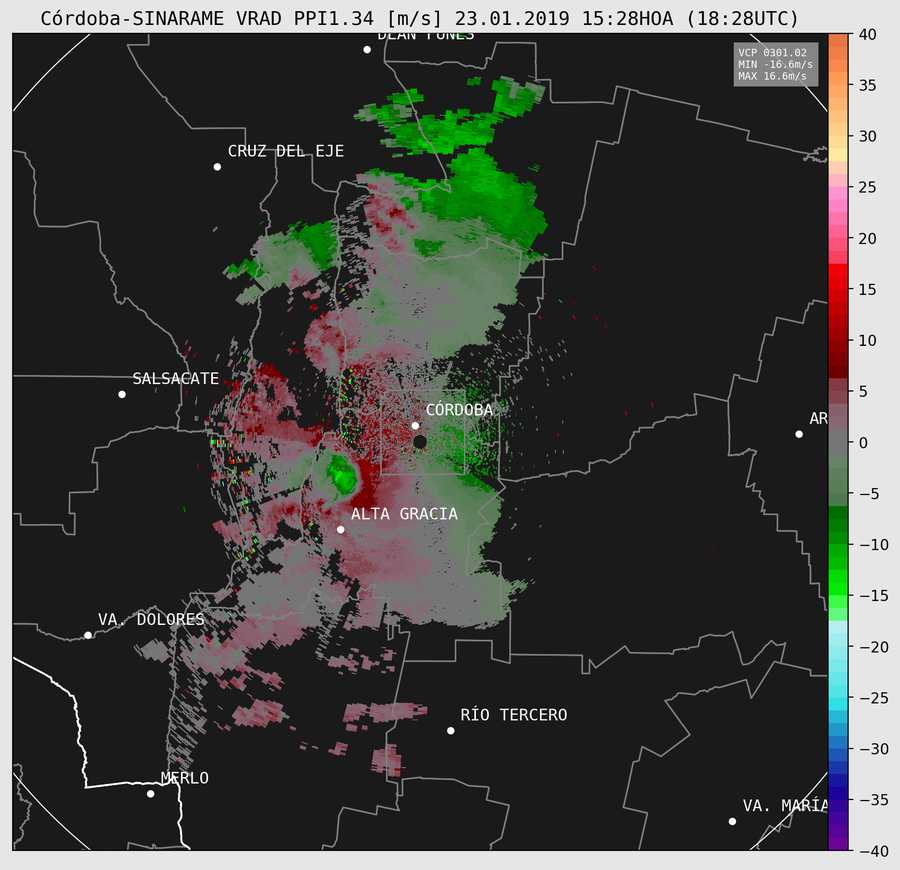 Córdoba-SINARAME VRAD PPI1.34 [m/s] 23.01.2019 15:28HOA (18:28UTC)
DEAN FUNES
VCP 0301.02
MIN -16.6m/s
MAX 16.6m/s
CRUZ DEL EJE
SALSACATE
CÓRDOBA
AR
ALTA GRACIA
VA. DOLORES
RÍO TERCERO
MERLO
VA. MARÍA
40
35
30
25
20
15
10
5
0
−5
−10
−15
−20
−25
−30
−35
−40